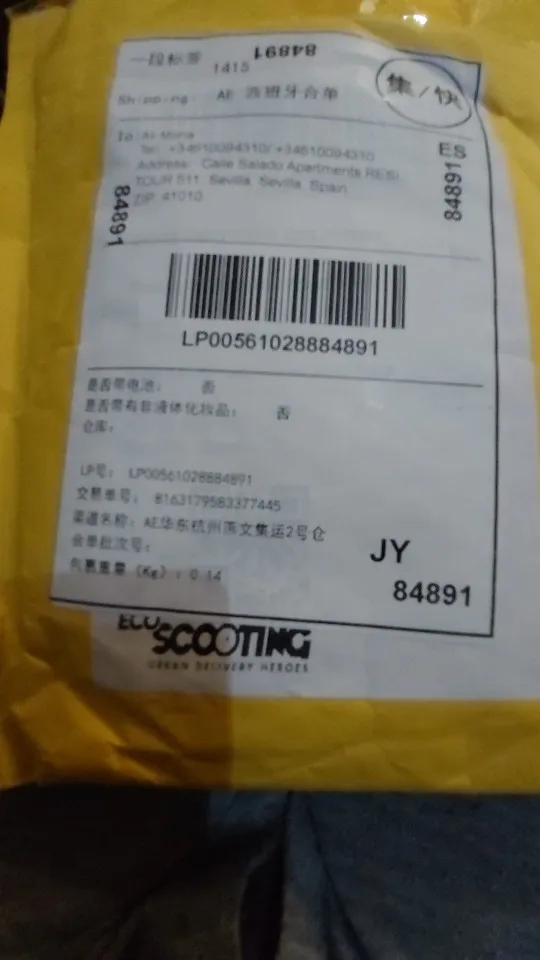 84891
一段标签 1415
集/快
Shipping: AE 西班牙合单
To:
Tel: +34610094310/+34610094310
Address: Calle Salado Apartments RESI
TOUR 511, Sevilla, Sevilla, Spain
ZIP: 41010
ES
84891
84891
LP00561028884891
是否带电池: 否
是否带有非液体化妆品: 否
仓库:
LP号: LP00561028884891
交易单号: 8163179583377445
渠道名称: AE华东杭州燕文集运2号仓
合单批次号:
包裹重量 (Kg) : 0.14
JY
84891
ECO
SCOOTING
URBAN DELIVERY HEROES